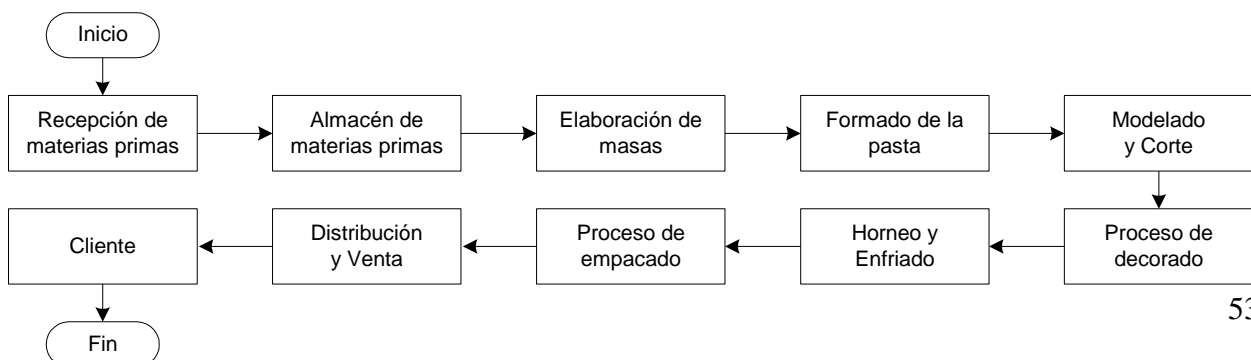 Inicio
Recepción de
materias primas
Almacén de
materias primas
Elaboración de
masas
Formado de la
pasta
Modelado
y Corte
Proceso de
decorado
Horneo y
Enfriado
Proceso de
empacado
Distribución
y Venta
Cliente
Fin
53